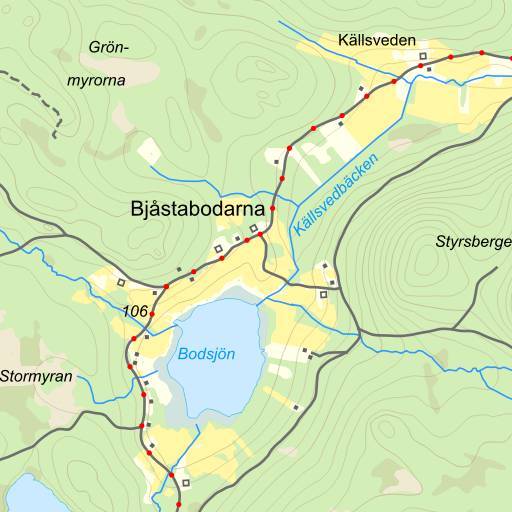 Källsveden
Grön-
myrorna
Källsvedbäcken
Bjåstabodarna
Styrsberge
106
Bodsjön
Stormyran